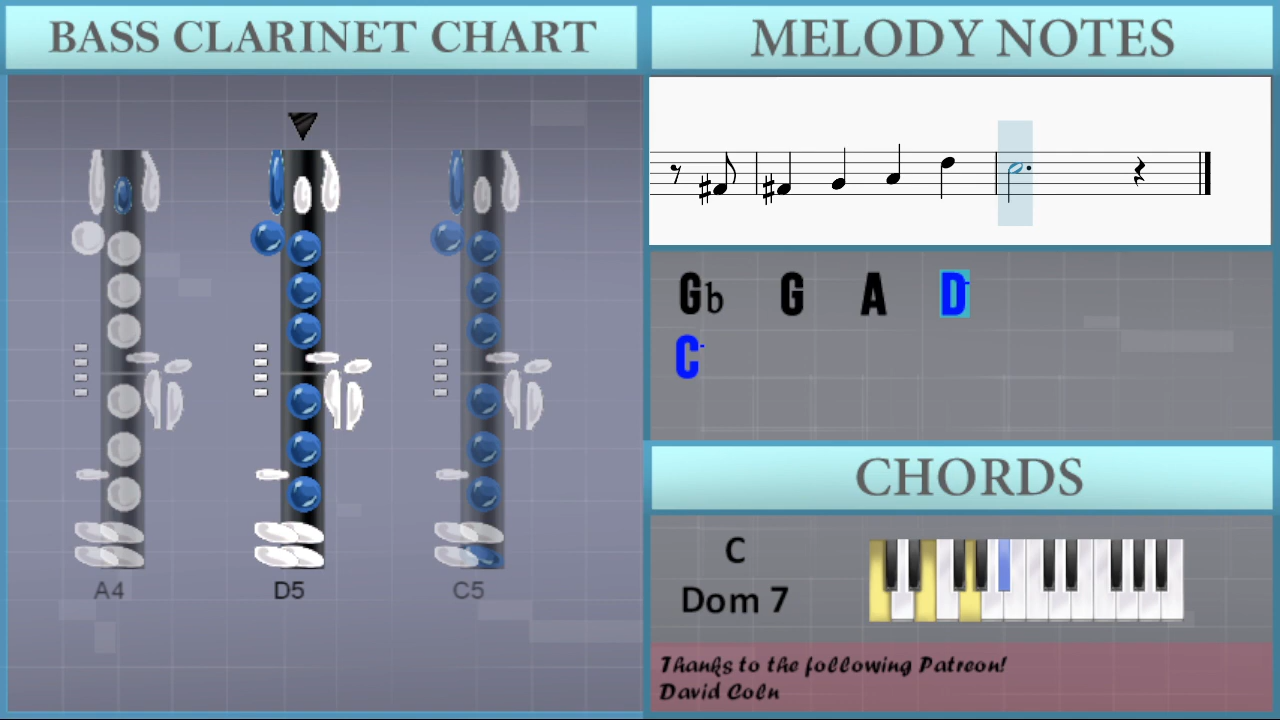 BASS CLARINET CHART
MELODY NOTES
A4 D5 C5
Gb G A D-
C-
CHORDS
C
Dom 7
Thanks to the following Patreon!
David Coln